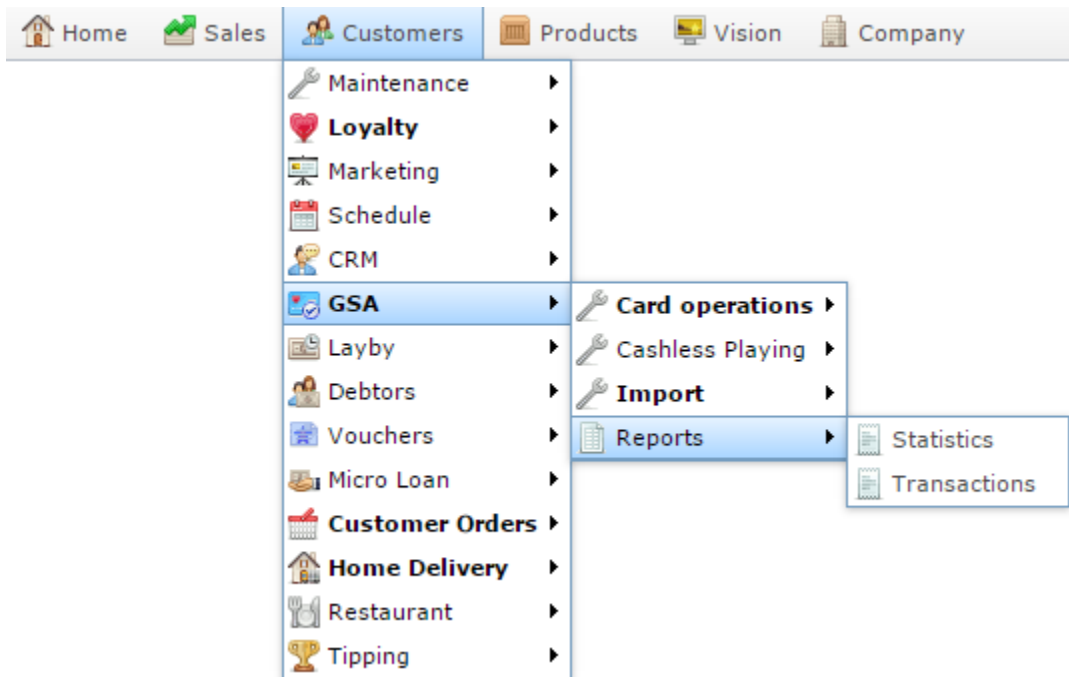 Home Sales Customers Products Vision Company
Maintenance
Loyalty
Marketing
Schedule
CRM
GSA Card operations
Layby Cashless Playing
Debtors Import
Vouchers Reports Statistics
Micro Loan Transactions
Customer Orders
Home Delivery
Restaurant
Tipping